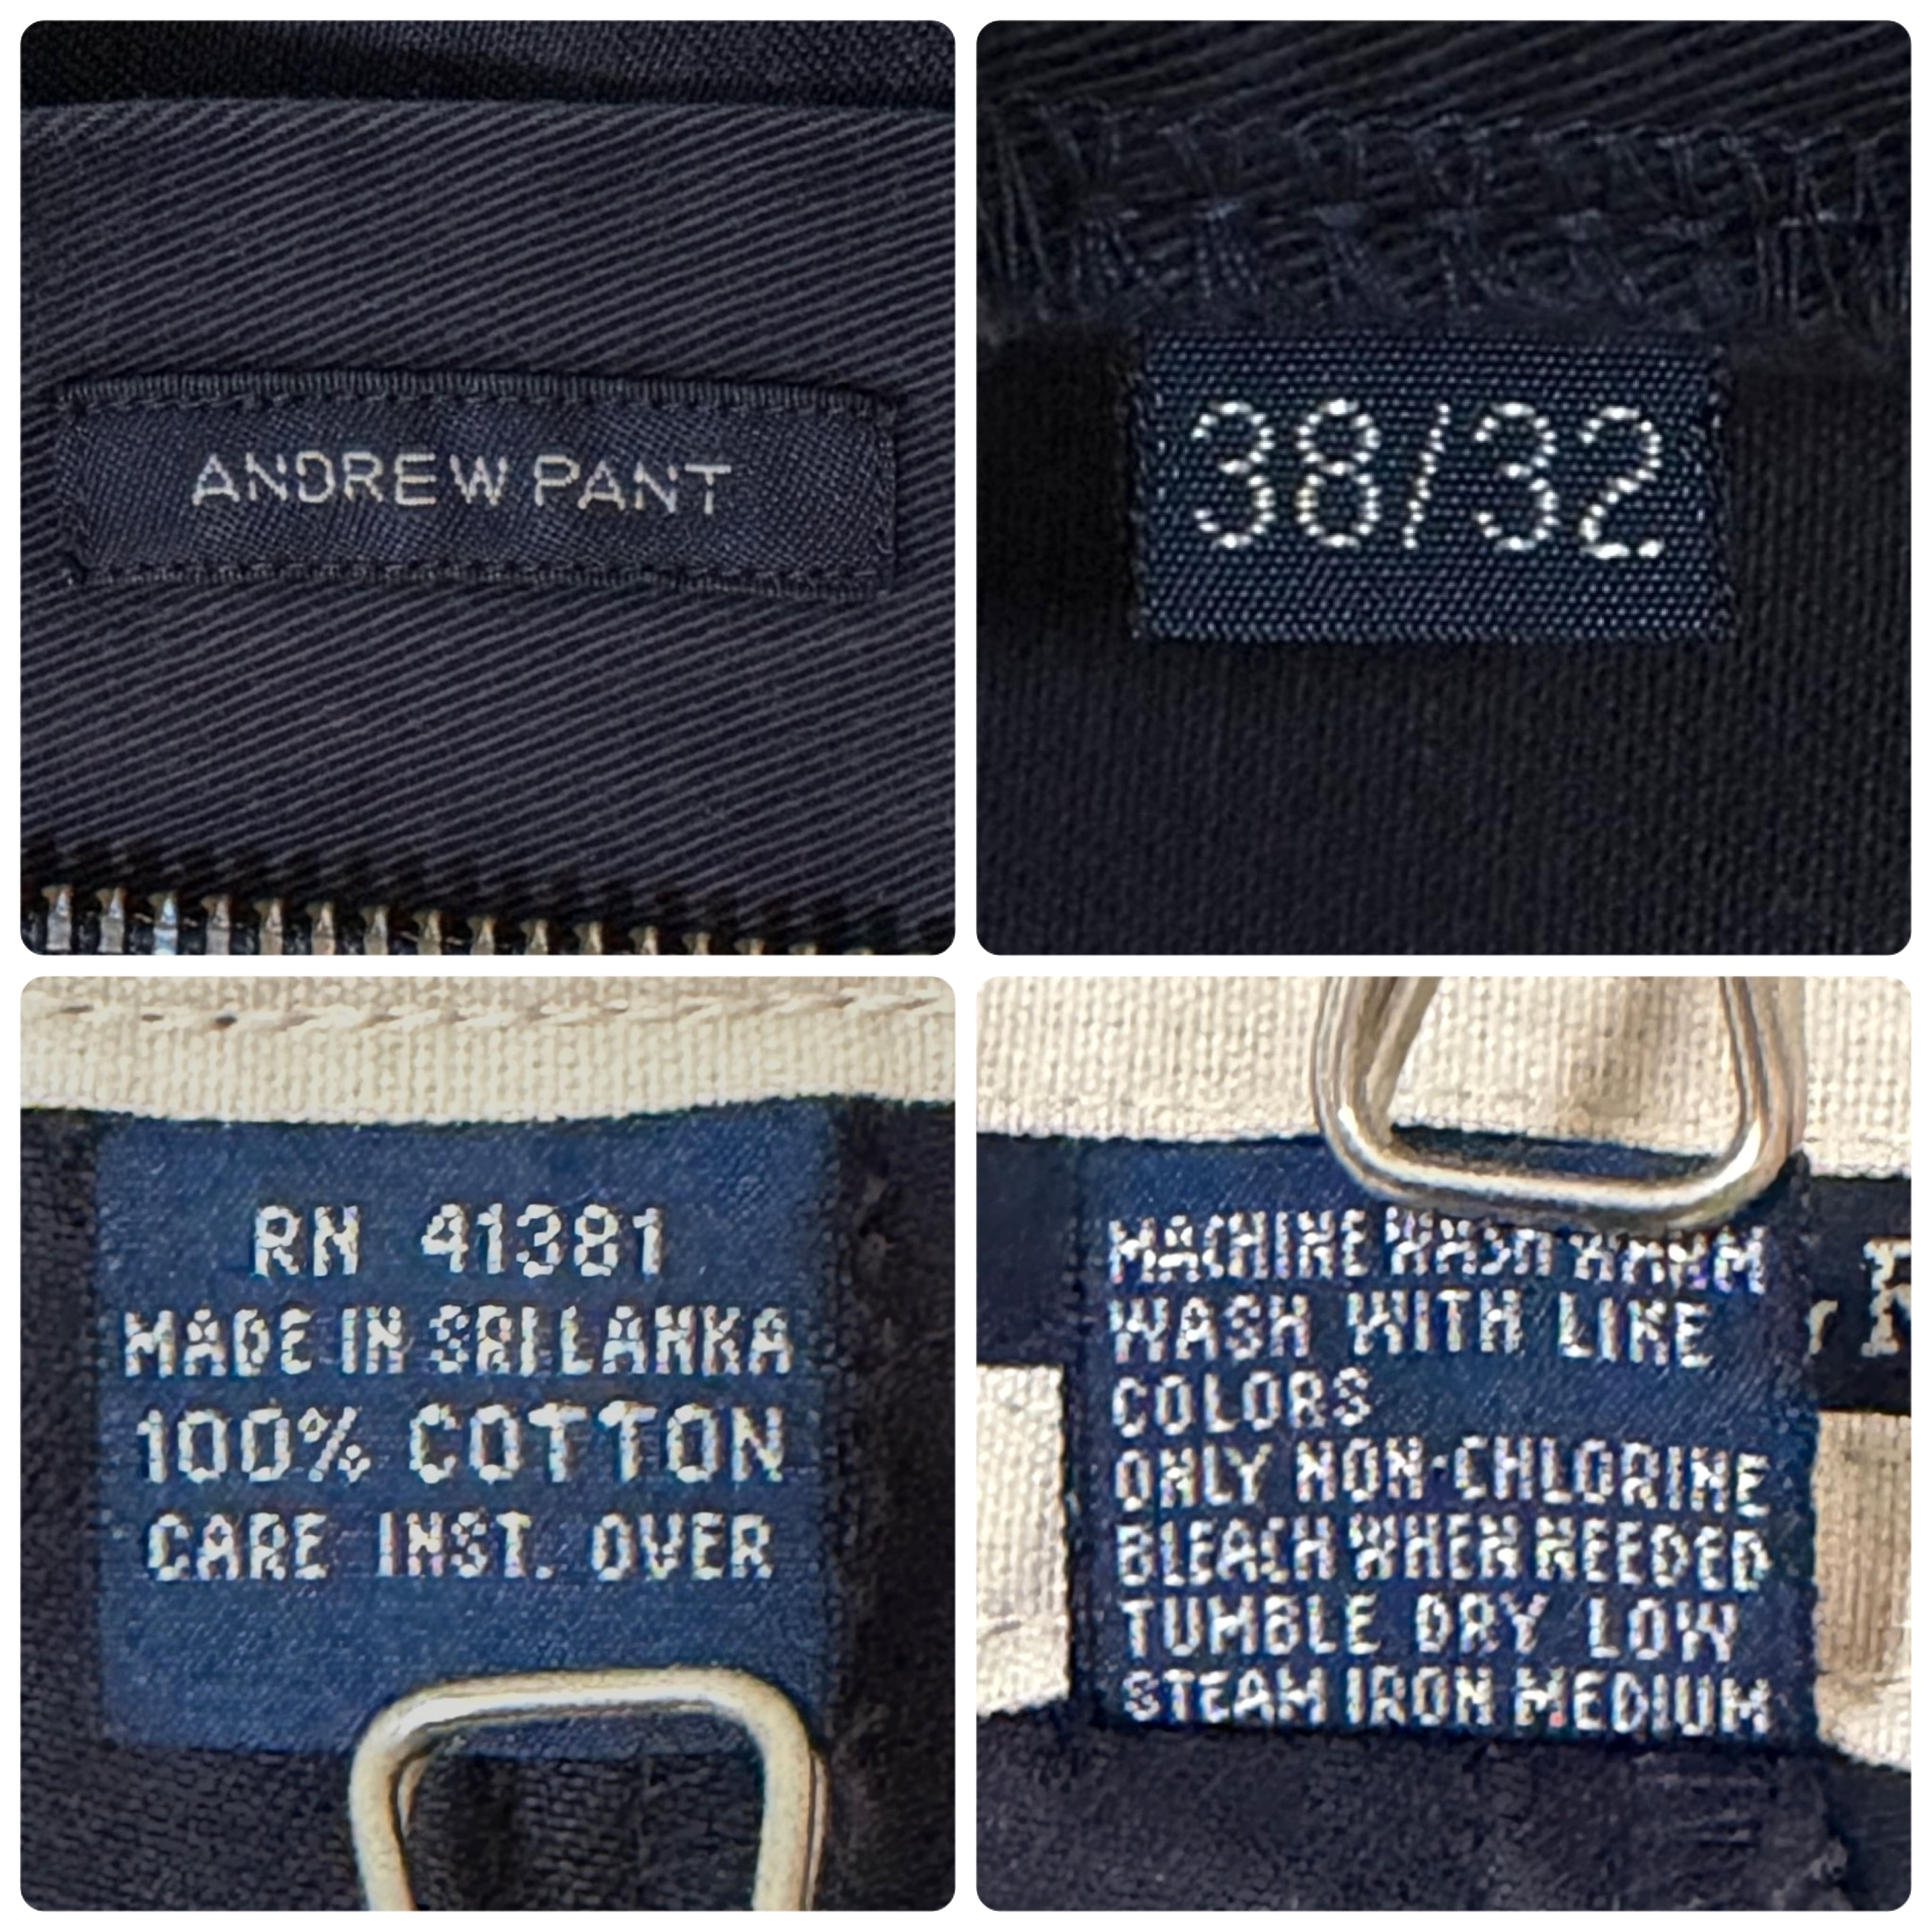 ANDREW PANT
38/32
RN 41381
MADE IN SRI LANKA
100% COTTON
CARE INST. OVER
MACHINE WASH WARM
WASH WITH LIKE
COLORS
ONLY NON-CHLORINE
BLEACH WHEN NEEDED
TUMBLE DRY LOW
STEAM IRON MEDIUM